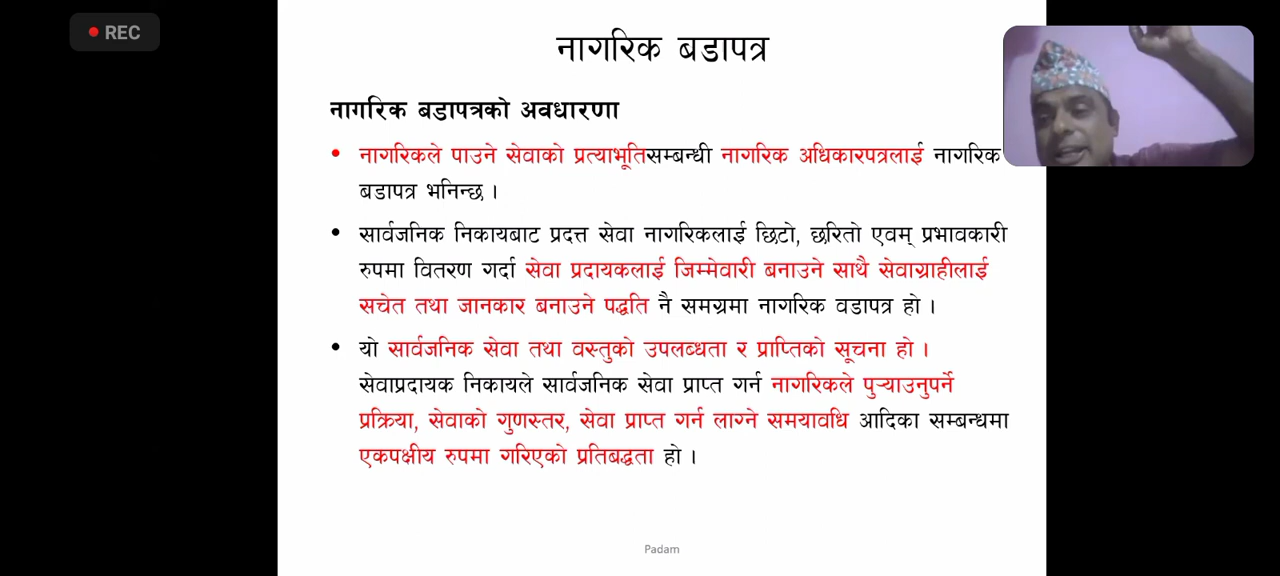 REC
नागरिक बडापत्र
नागरिक बडापत्रको अवधारणा
• नागरिकले पाउने सेवाको प्रत्याभूतिसम्बन्धी नागरिक अधिकारपत्रलाई नागरिक
बडापत्र भनिन्छ ।
• सार्वजनिक निकायबाट प्रदत्त सेवा नागरिकलाई छिटो, छरितो एवम् प्रभावकारी
रुपमा वितरण गर्दा सेवा प्रदायकलाई जिम्मेवारी बनाउने साथै सेवाग्राहीलाई
सचेत तथा जानकार बनाउने पद्धति नै समग्रमा नागरिक वडापत्र हो ।
• यो सार्वजनिक सेवा तथा वस्तुको उपलब्धता र प्राप्तिको सूचना हो ।
सेवाप्रदायक निकायले सार्वजनिक सेवा प्राप्त गर्न नागरिकले पुर्‍याउनुपर्ने
प्रक्रिया, सेवाको गुणस्तर, सेवा प्राप्त गर्न लाग्ने समयावधि आदिका सम्बन्धमा
एकपक्षीय रुपमा गरिएको प्रतिबद्धता हो ।
Padam